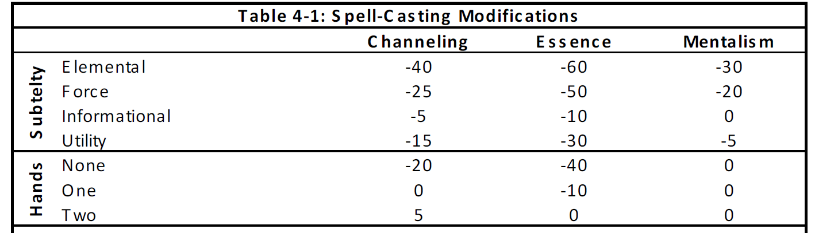 Table 4-1: Spell-Casting Modifications
Channeling Essence Mentalism
Subtelty
Elemental -40 -60 -30
Force -25 -50 -20
Informational -5 -10 0
Utility -15 -30 -5
Hands
None -20 -40 0
One 0 -10 0
Two 5 0 0